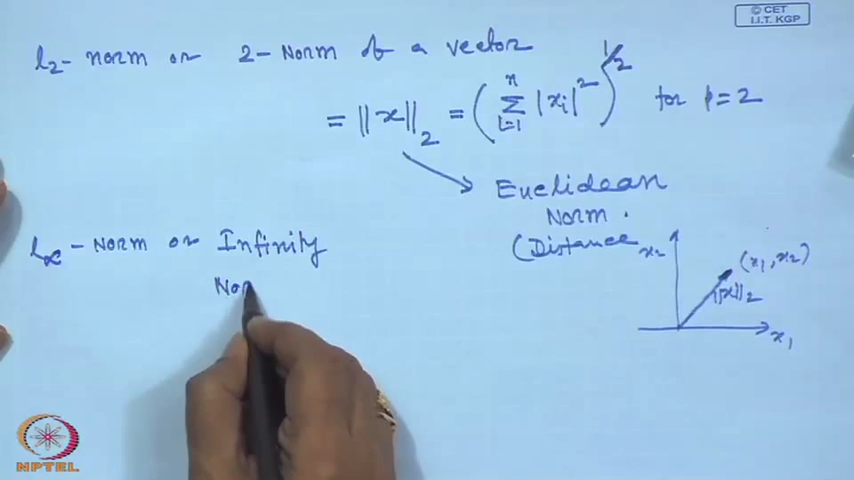 © CET
I.I.T. KGP
l₂- norm or 2- Norm of a vector
= ||x||₂ = (∑ⁿᵢ₌₁ |xᵢ|²)^1/2 for p=2
Euclidean
Norm.
(Distance
l∞ - Norm or Infinity
Nor
x₂
(x₁, x₂)
||x||₂
x₁
NPTEL